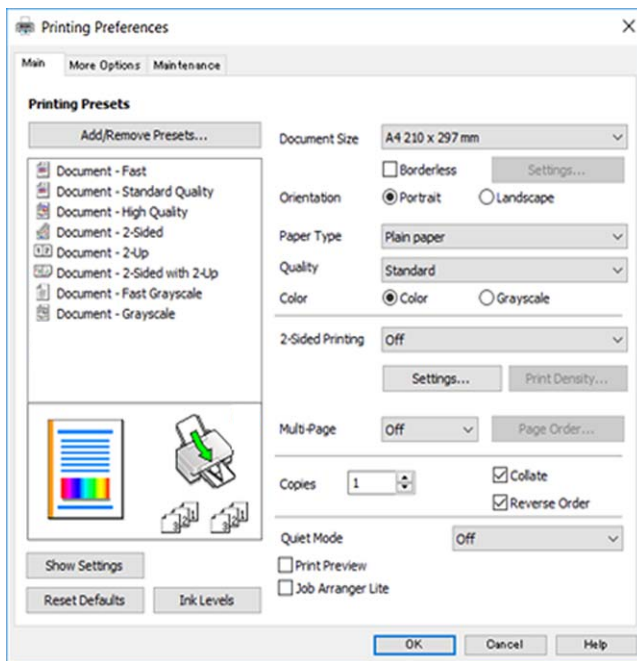 Printing Preferences
Main More Options Maintenance
Printing Presets
Add/Remove Presets...
Document - Fast
Document - Standard Quality
Document - High Quality
Document - 2-Sided
Document - 2-Up
Document - 2-Sided with 2-Up
Document - Fast Grayscale
Document - Grayscale
Show Settings
Reset Defaults Ink Levels
Document Size A4 210 x 297 mm
Borderless Settings...
Orientation Portrait Landscape
Paper Type Plain paper
Quality Standard
Color Color Grayscale
2-Sided Printing Off
Settings... Print Density...
Multi-Page Off Page Order...
Copies 1 Collate
Reverse Order
Quiet Mode Off
Print Preview
Job Arranger Lite
OK Cancel Help